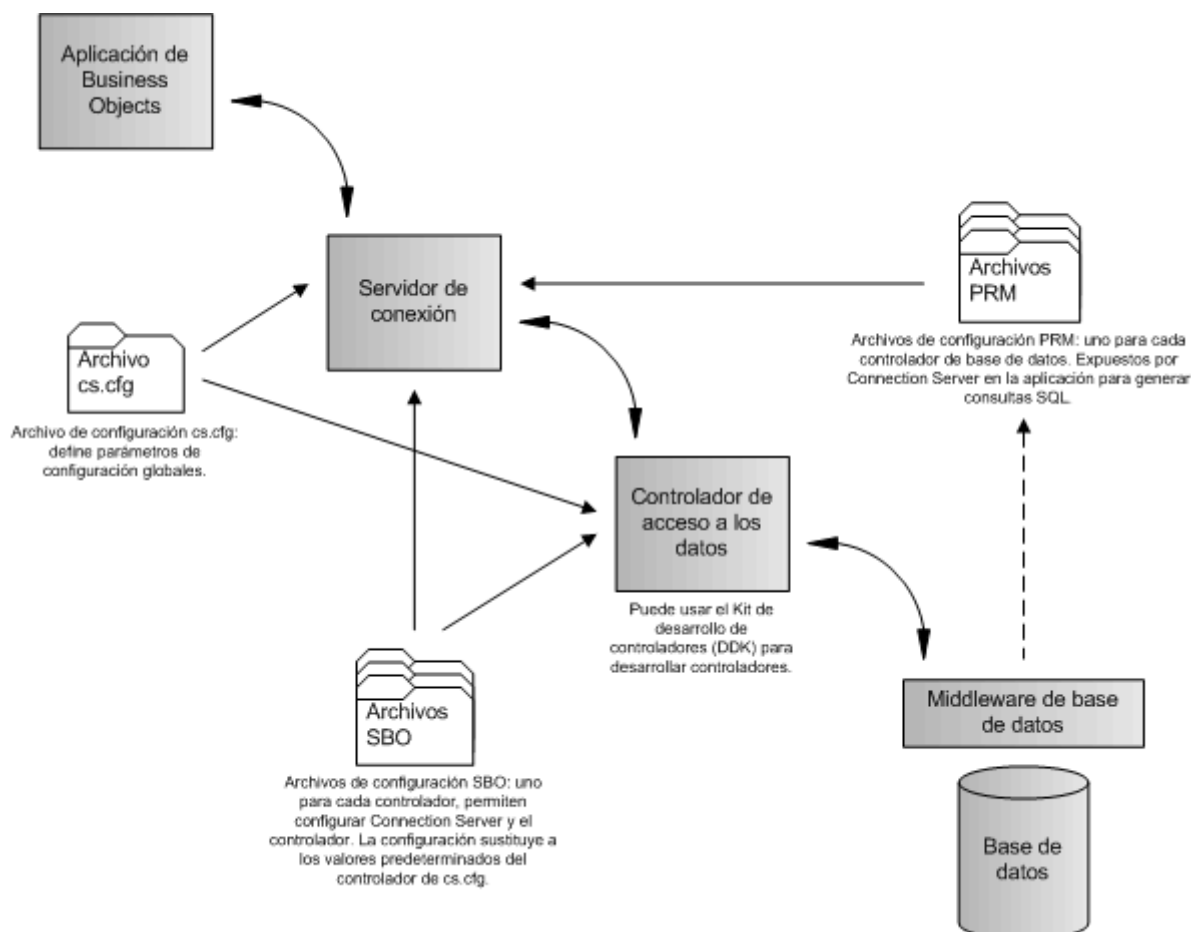 Aplicación de
Business
Objects
Servidor de
conexión
Archivos
PRM
Archivos de configuración PRM: uno para cada
controlador de base de datos. Expuestos por
Connection Server en la aplicación para generar
consultas SQL.
Archivo
cs.cfg
Archivo de configuración cs.cfg:
define parámetros de
configuración globales.
Controlador de
acceso a los
datos
Puede usar el Kit de
desarrollo de
controladores (DDK) para
desarrollar controladores.
Archivos
SBO
Archivos de configuración SBO: uno
para cada controlador, permiten
configurar Connection Server y el
controlador. La configuración sustituye a
los valores predeterminados del
controlador de cs.cfg.
Middleware de base
de datos
Base de
datos